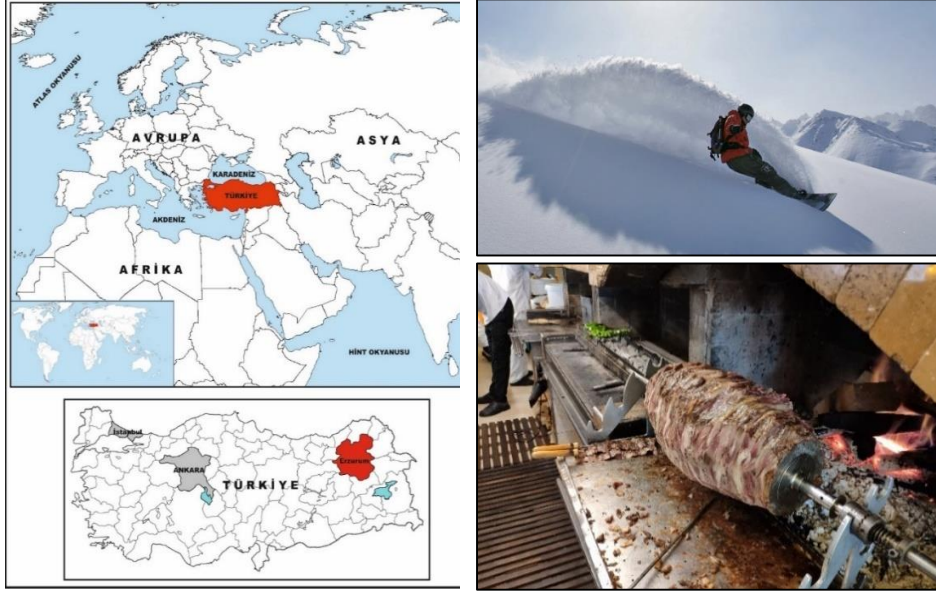 ATLAS OKYANUSU
AVRUPA
ASYA
KARADENİZ
TÜRKİYE
AKDENİZ
AFRİKA
HİNT OKYANUSU
İstanbul
ANKARA
Erzurum
TÜRKİYE